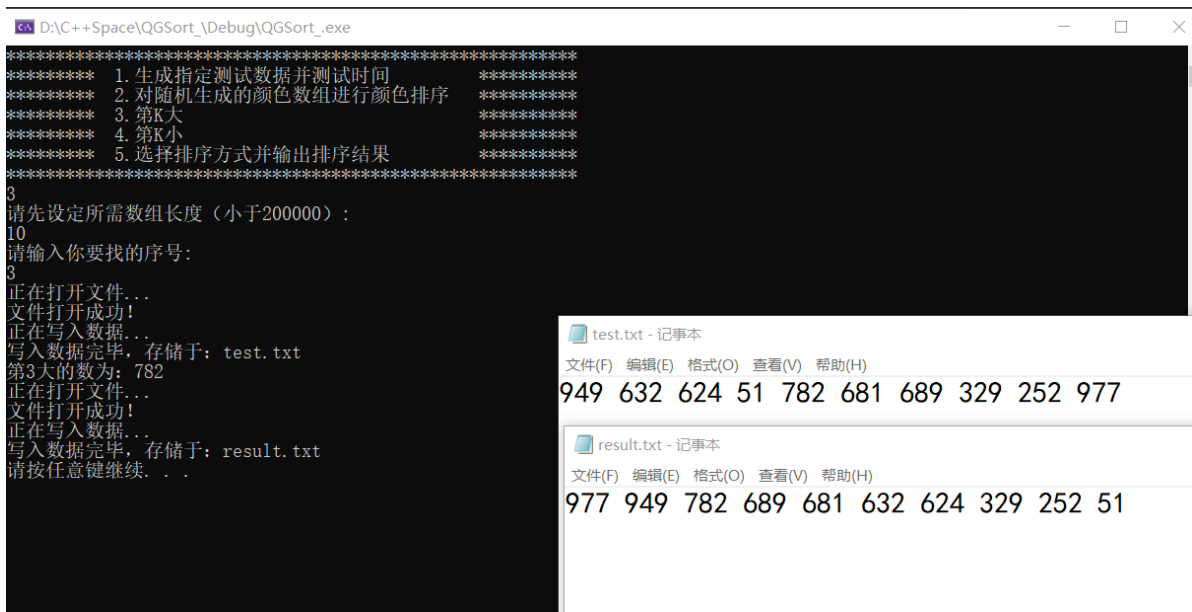 D:\C++Space\QGSort_\Debug\QGSort_.exe
**********************************************************
********* 1.生成指定测试数据并测试时间 **********
********* 2.对随机生成的颜色数组进行颜色排序 **********
********* 3.第K大 **********
********* 4.第K小 **********
********* 5.选择排序方式并输出排序结果 **********
**********************************************************
3
请先设定所需数组长度（小于200000）:
10
请输入你要找的序号:
3
正在打开文件...
文件打开成功!
正在写入数据...
写入数据完毕，存储于：test.txt
第3大的数为：782
正在打开文件...
文件打开成功!
正在写入数据...
写入数据完毕，存储于：result.txt
请按任意键继续. . .
test.txt - 记事本
文件(F) 编辑(E) 格式(O) 查看(V) 帮助(H)
949 632 624 51 782 681 689 329 252 977
result.txt - 记事本
文件(F) 编辑(E) 格式(O) 查看(V) 帮助(H)
977 949 782 689 681 632 624 329 252 51